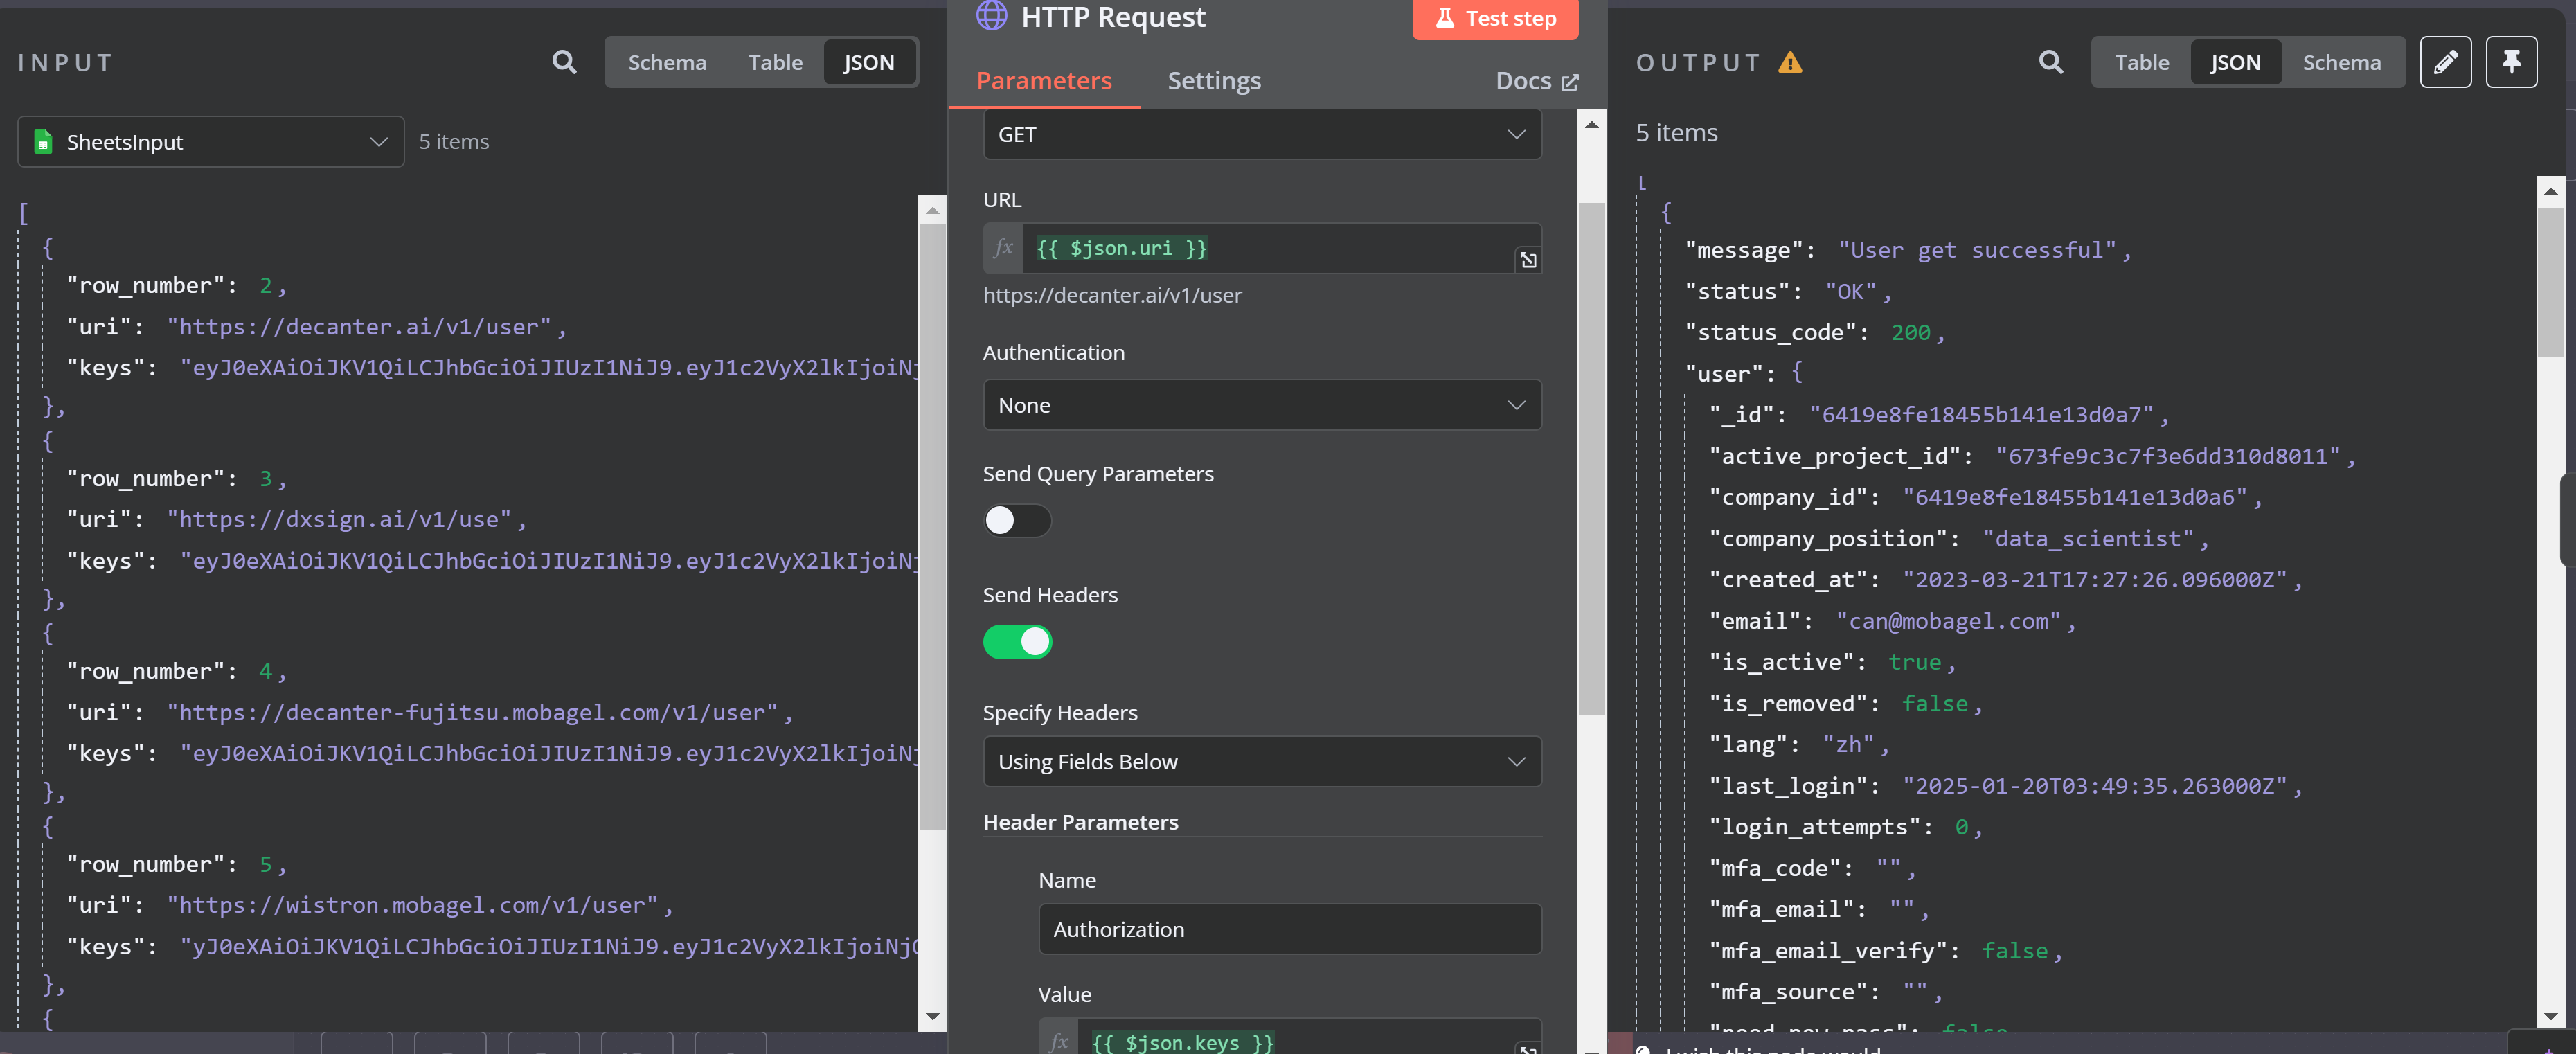 INPUT
Schema Table JSON
SheetsInput 5 items
[
{
"row_number": 2,
"uri": "https://decanter.ai/v1/user",
"keys": "eyJ0eXAiOiJKV1QiLCJhbGciOiJIUzI1NiJ9.eyJ1c2VyX2lkIjoiNj
},
{
"row_number": 3,
"uri": "https://dxsign.ai/v1/use",
"keys": "eyJ0eXAiOiJKV1QiLCJhbGciOiJIUzI1NiJ9.eyJ1c2VyX2lkIjoiNj
},
{
"row_number": 4,
"uri": "https://decanter-fujitsu.mobagel.com/v1/user",
"keys": "eyJ0eXAiOiJKV1QiLCJhbGciOiJIUzI1NiJ9.eyJ1c2VyX2lkIjoiNj
},
{
"row_number": 5,
"uri": "https://wistron.mobagel.com/v1/user",
"keys": "yJ0eXAiOiJKV1QiLCJhbGciOiJIUzI1NiJ9.eyJ1c2VyX2lkIjoiNj
},
{
HTTP Request
Test step
Parameters Settings Docs
GET
URL
fx {{ $json.uri }}
https://decanter.ai/v1/user
Authentication
None
Send Query Parameters
Send Headers
Specify Headers
Using Fields Below
Header Parameters
Name
Authorization
Value
fx {{ $json.keys }}
OUTPUT
Table JSON Schema
5 items
[
{
"message": "User get successful",
"status": "OK",
"status_code": 200,
"user": {
"_id": "6419e8fe18455b141e13d0a7",
"active_project_id": "673fe9c3c7f3e6dd310d8011",
"company_id": "6419e8fe18455b141e13d0a6",
"company_position": "data_scientist",
"created_at": "2023-03-21T17:27:26.096000Z",
"email": "can@mobagel.com",
"is_active": true,
"is_removed": false,
"lang": "zh",
"last_login": "2025-01-20T03:49:35.263000Z",
"login_attempts": 0,
"mfa_code": "",
"mfa_email": "",
"mfa_email_verify": false,
"mfa_source": "",
"need_new_pass": false
I wish this node would